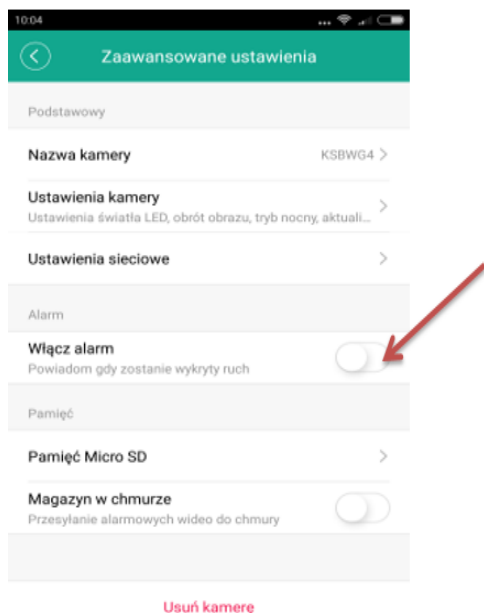 10:04
Zaawansowane ustawienia
Podstawowy
Nazwa kamery KSBWG4
Ustawienia kamery
Ustawienia światła LED, obrót obrazu, tryb nocny, aktuali...
Ustawienia sieciowe
Alarm
Włącz alarm
Powiadom gdy zostanie wykryty ruch
Pamięć
Pamięć Micro SD
Magazyn w chmurze
Przesyłanie alarmowych wideo do chmury
Usuń kamere